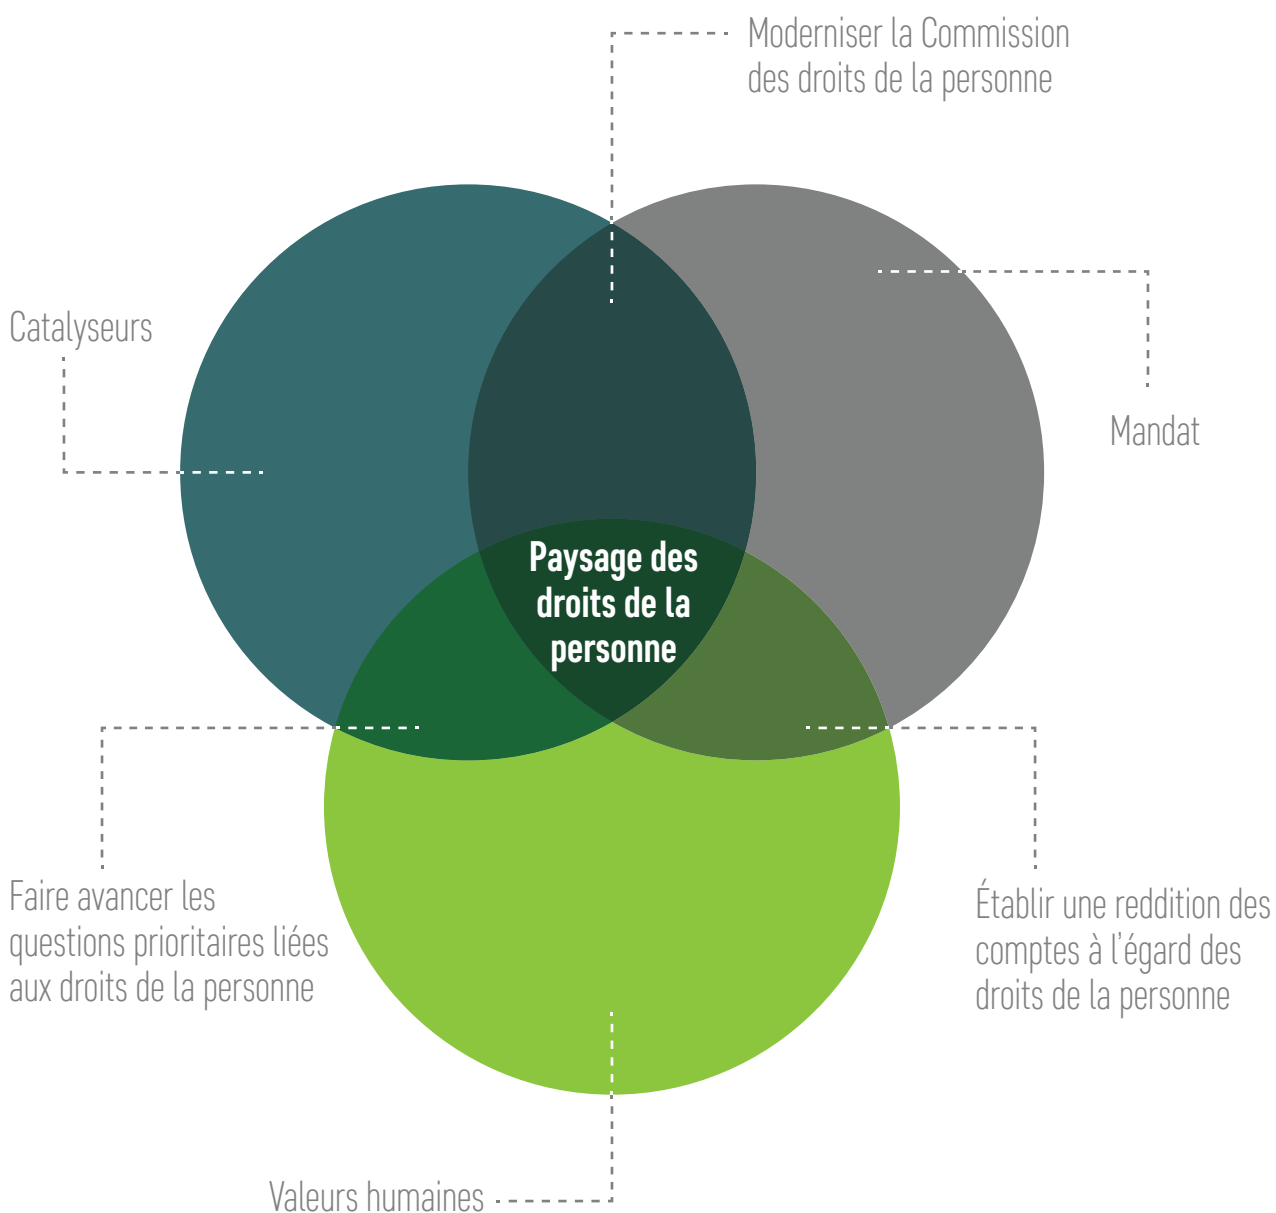 Moderniser la Commission
des droits de la personne
Catalyseurs
Mandat
Paysage des
droits de la
personne
Faire avancer les
questions prioritaires liées
aux droits de la personne
Établir une reddition des
comptes à l'égard des
droits de la personne
Valeurs humaines